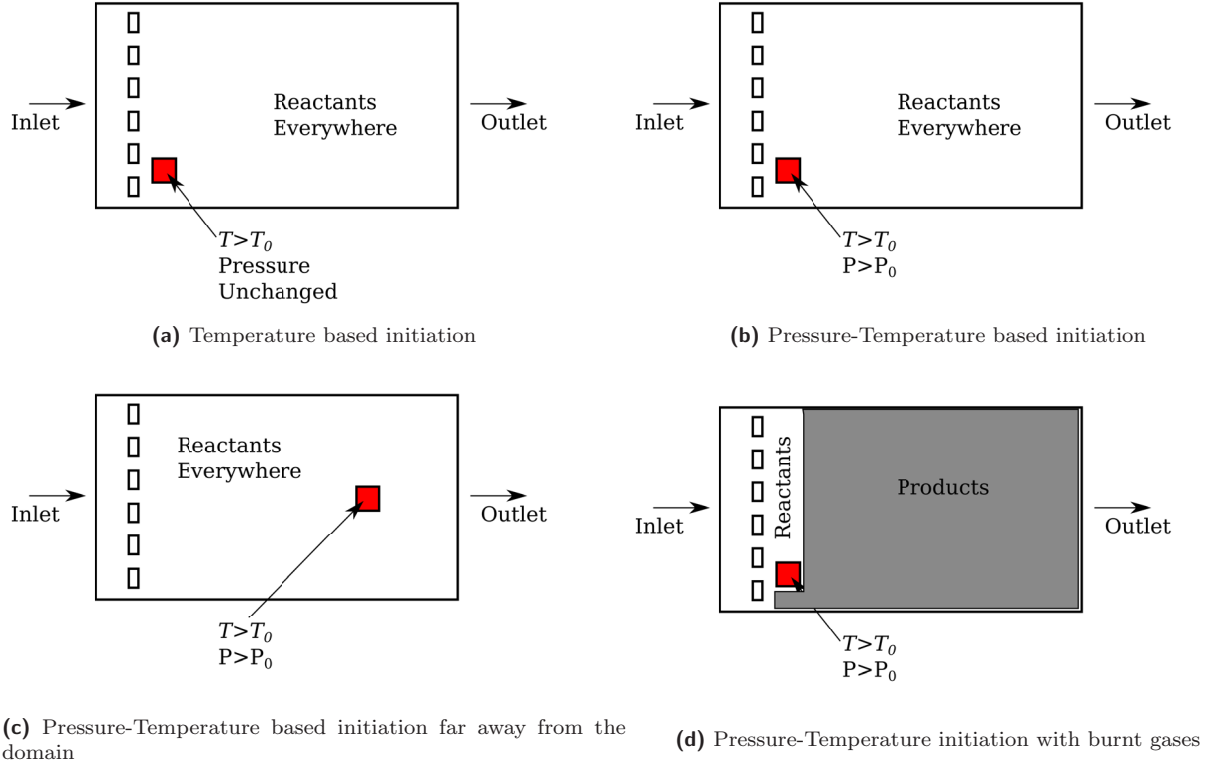 Reactants
Everywhere
Inlet
Outlet
T>T₀
Pressure
Unchanged
(a) Temperature based initiation
Reactants
Everywhere
Inlet
Outlet
T>T₀
P>P₀
(b) Pressure-Temperature based initiation
Reactants
Everywhere
Inlet
Outlet
T>T₀
P>P₀
(c) Pressure-Temperature based initiation far away from the
domain
Reactants
Products
Inlet
Outlet
T>T₀
P>P₀
(d) Pressure-Temperature initiation with burnt gases